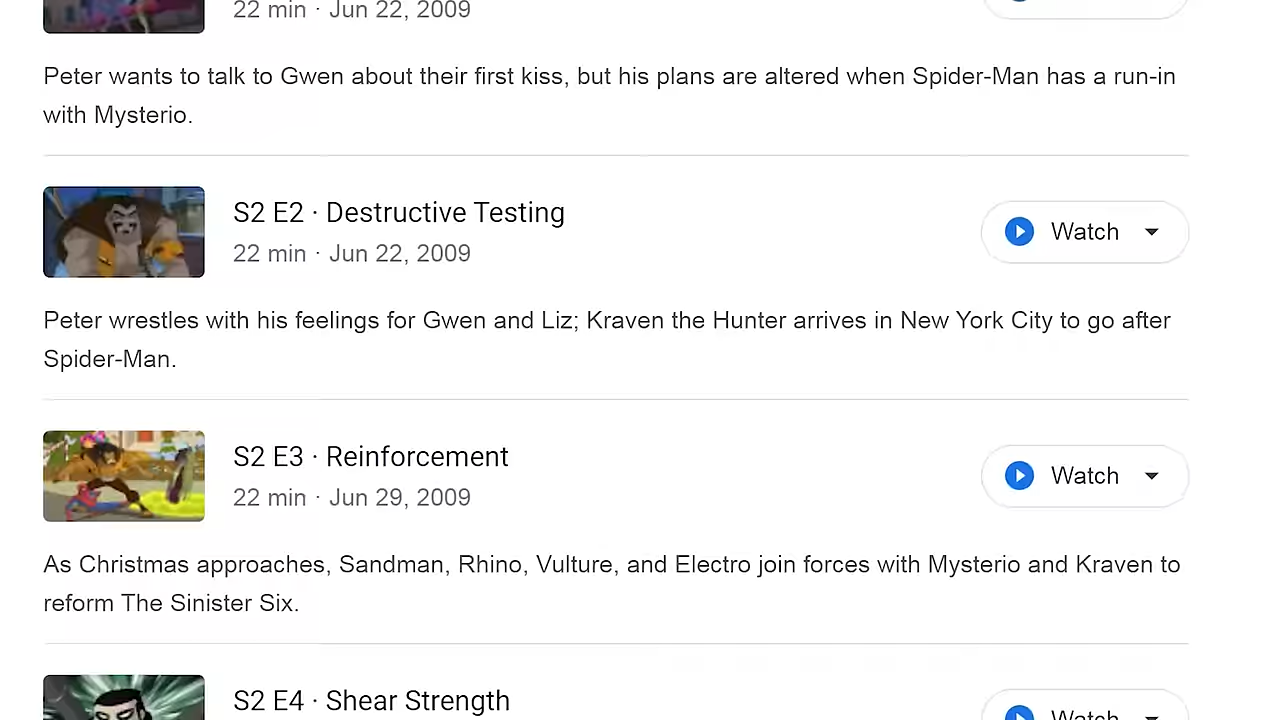 22 min · Jun 22, 2009
Peter wants to talk to Gwen about their first kiss, but his plans are altered when Spider-Man has a run-in
with Mysterio.
S2 E2 · Destructive Testing
22 min · Jun 22, 2009
Watch
Peter wrestles with his feelings for Gwen and Liz; Kraven the Hunter arrives in New York City to go after
Spider-Man.
S2 E3 · Reinforcement
22 min · Jun 29, 2009
Watch
As Christmas approaches, Sandman, Rhino, Vulture, and Electro join forces with Mysterio and Kraven to
reform The Sinister Six.
S2 E4 · Shear Strength
Watch